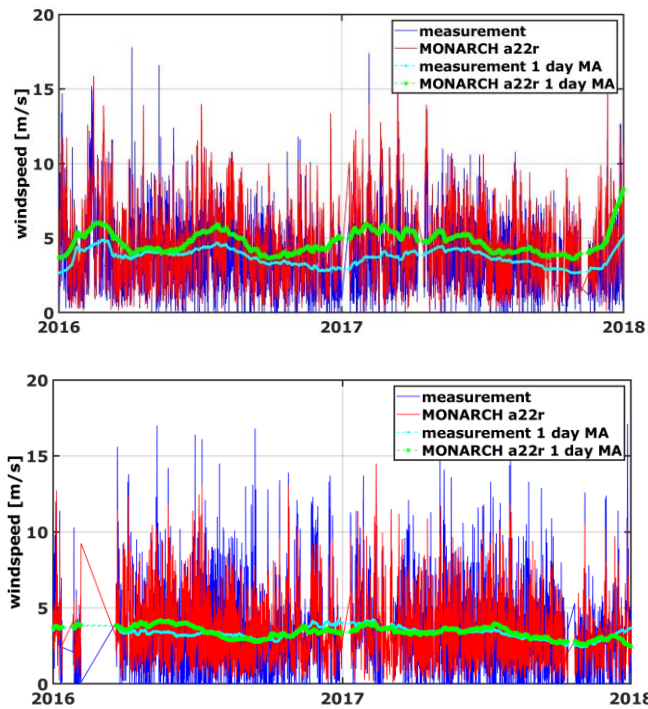 20
measurement
MONARCH a22r
measurement 1 day MA
MONARCH a22r 1 day MA
15
10
5
0
windspeed [m/s]
2016 2017 2018
20
measurement
MONARCH a22r
measurement 1 day MA
MONARCH a22r 1 day MA
15
10
5
0
windspeed [m/s]
2016 2017 2018